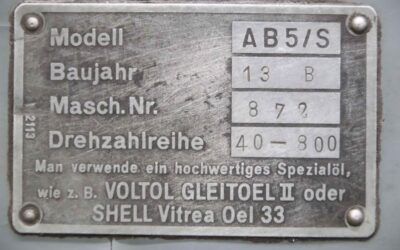 Modell AB5/S
Baujahr 13 B
Masch. Nr. 872
Drehzahlreihe 40-800
Man verwende ein hochwertiges Spezialöl,
wie z. B. VOLTOL GLEITOEL II oder
SHELL Vitrea Oel 33
2113